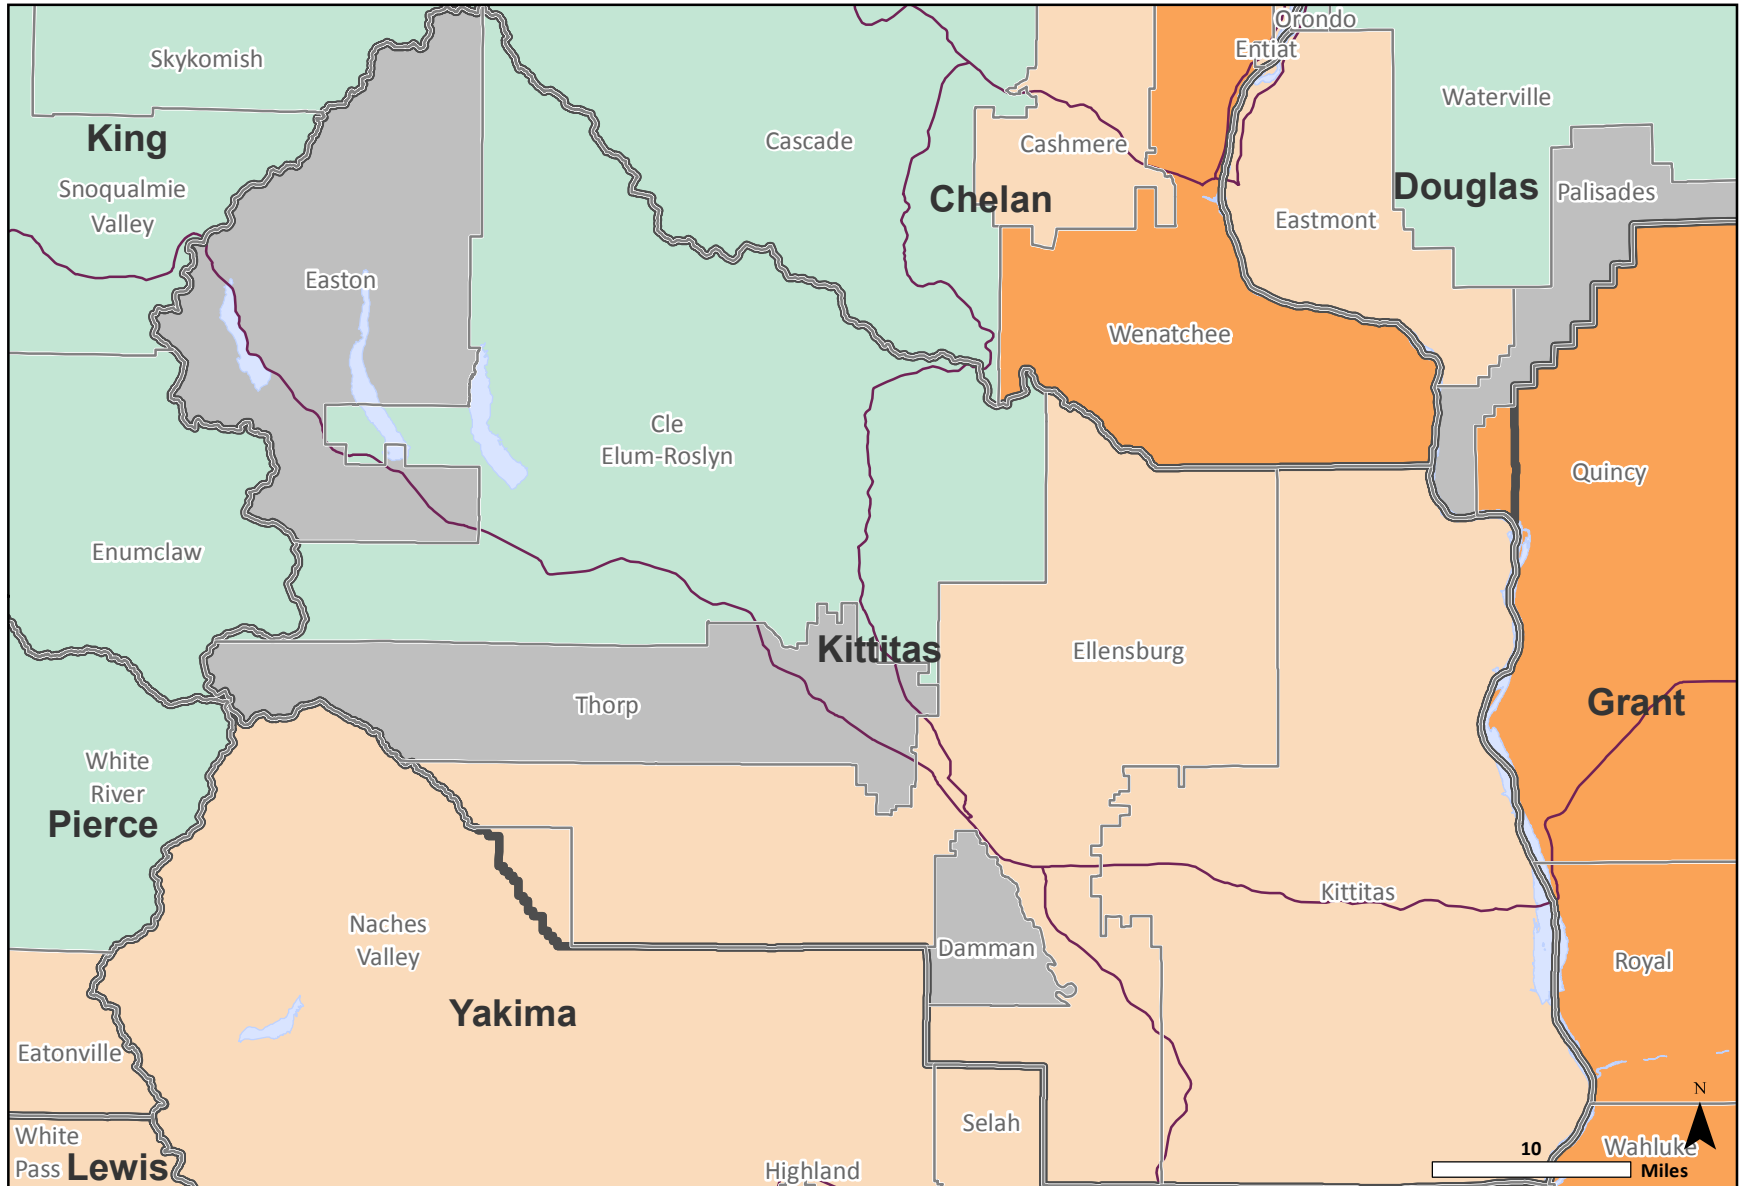 Orondo
Entiat
Skykomish
Waterville
King
Cascade
Cashmere
Snoqualmie
Valley
Chelan
Douglas
Palisades
Eastmont
Easton
Wenatchee
Cle
Elum-Roslyn
Quincy
Enumclaw
Kittitas
Ellensburg
Thorp
Grant
White
River
Pierce
Kittitas
Naches
Valley
Damman
Royal
Yakima
Eatonville
N
Selah
White
Pass
Lewis
Highland
Wahluke
10
Miles